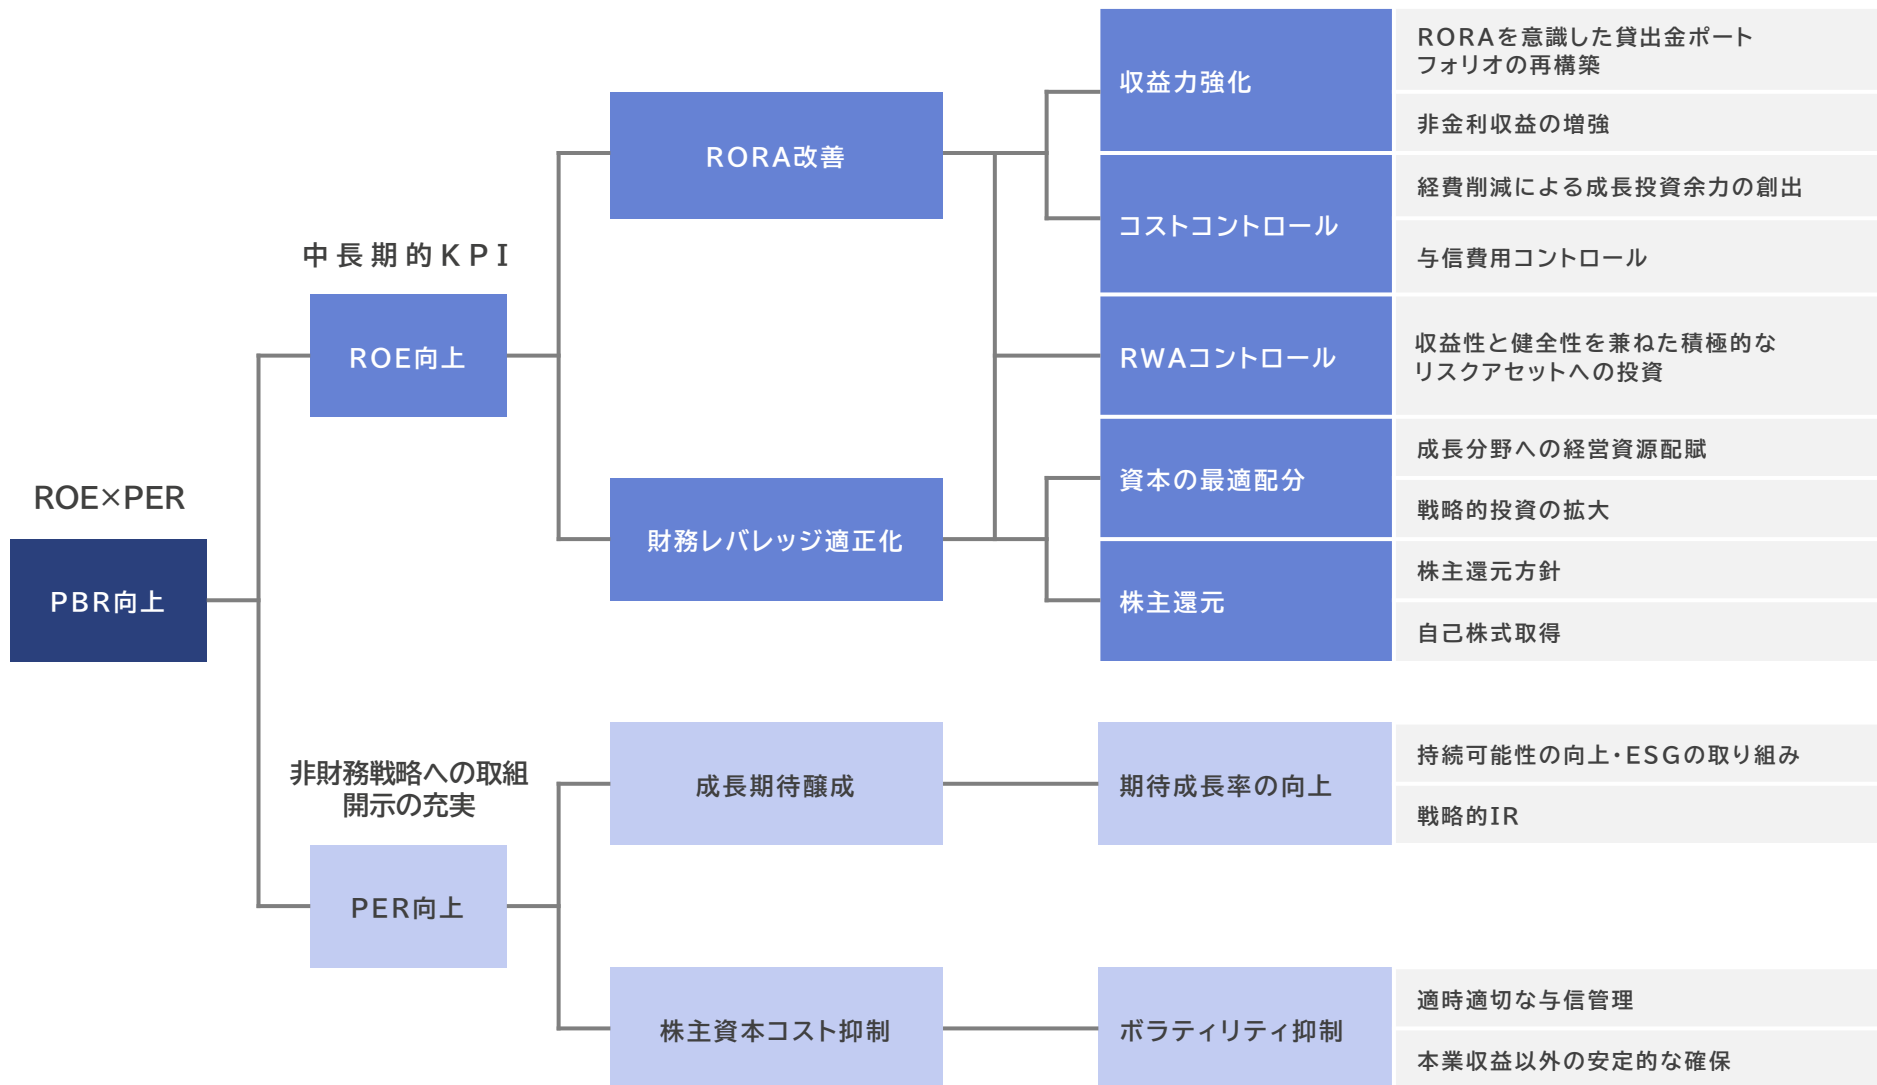 ROE×PER
PBR向上
中長期的KPI
ROE向上
非財務戦略への取組
開示の充実
PER向上
RORA改善
財務レバレッジ適正化
成長期待醸成
株主資本コスト抑制
収益力強化
RORAを意識した貸出金ポート
フォリオの再構築
非金利収益の増強
コストコントロール
経費削減による成長投資余力の創出
与信費用コントロール
RWAコントロール
収益性と健全性を兼ねた積極的な
リスクアセットへの投資
資本の最適配分
成長分野への経営資源配賦
戦略的投資の拡大
株主還元
株主還元方針
自己株式取得
期待成長率の向上
持続可能性の向上・ESGの取り組み
戦略的IR
ボラティリティ抑制
適時適切な与信管理
本業収益以外の安定的な確保